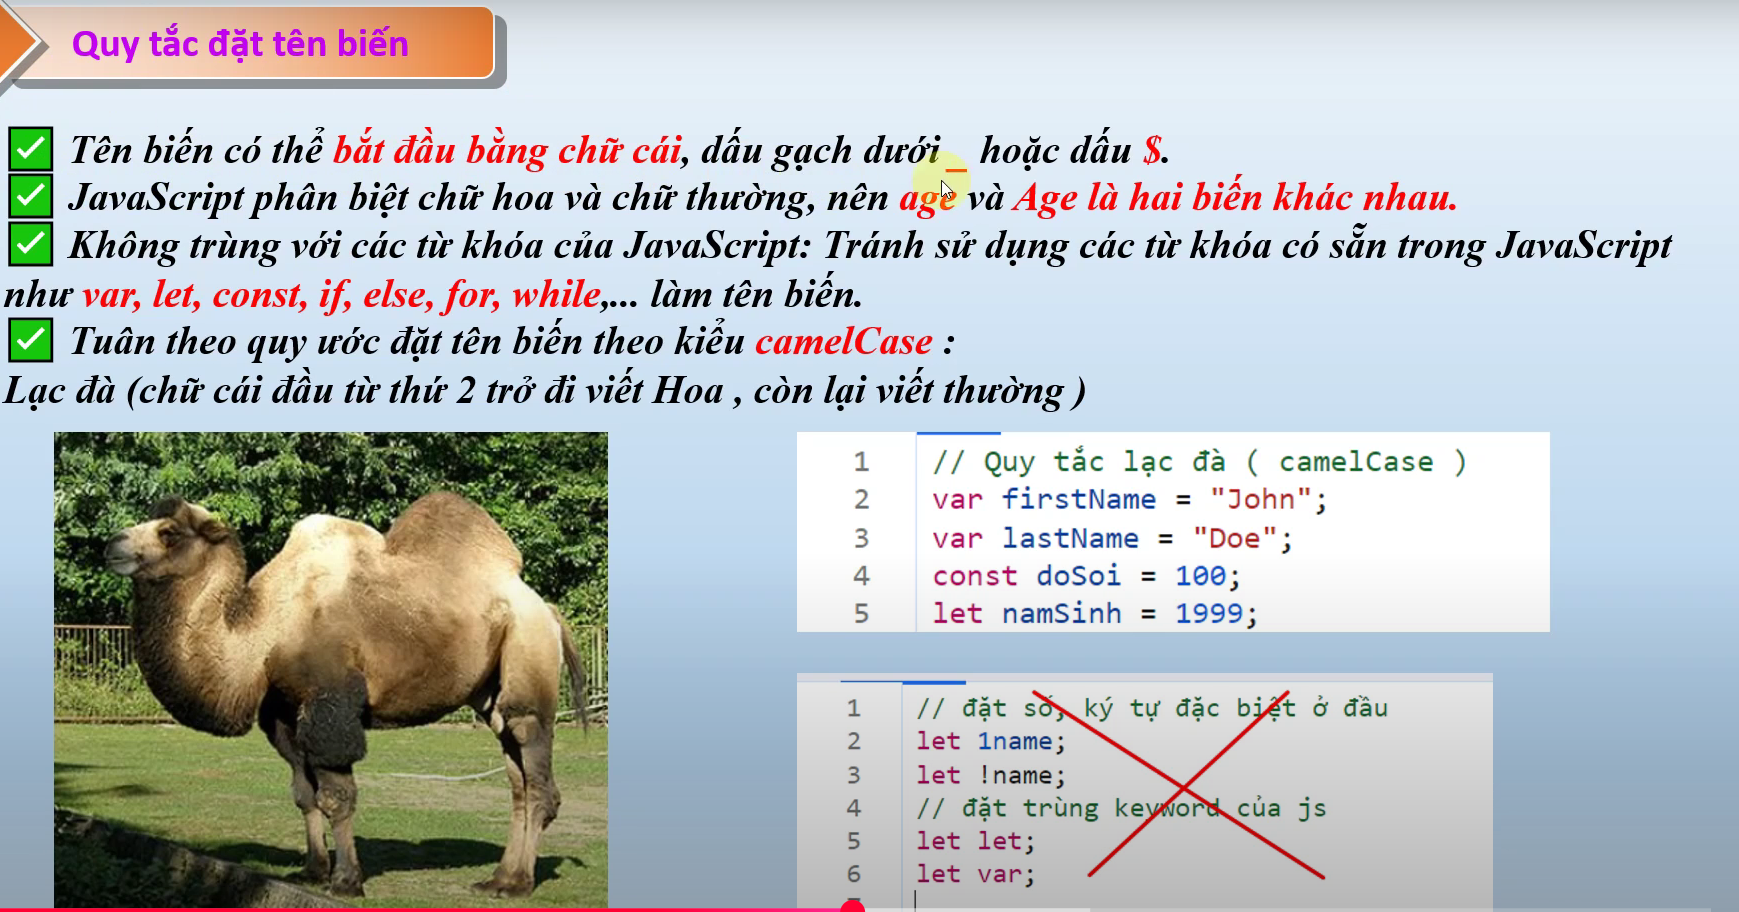 Quy tắc đặt tên biến
Tên biến có thể bắt đầu bằng chữ cái, dấu gạch dưới _ hoặc dấu $.
JavaScript phân biệt chữ hoa và chữ thường, nên age và Age là hai biến khác nhau.
Không trùng với các từ khóa của JavaScript: Tránh sử dụng các từ khóa có sẵn trong JavaScript
như var, let, const, if, else, for, while,... làm tên biến.
Tuân theo quy ước đặt tên biến theo kiểu camelCase :
Lạc đà (chữ cái đầu từ thứ 2 trở đi viết Hoa , còn lại viết thường )
1 // Quy tắc lạc đà ( camelCase )
2 var firstName = "John";
3 var lastName = "Doe";
4 const doSoi = 100;
5 let namSinh = 1999;
1 // đặt số, ký tự đặc biệt ở đầu
2 let 1name;
3 let !name;
4 // đặt trùng keyword của js
5 let let;
6 let var;